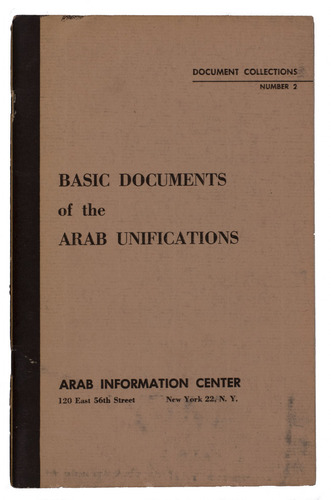 DOCUMENT COLLECTIONS
NUMBER 2
BASIC DOCUMENTS
of the
ARAB UNIFICATIONS
ARAB INFORMATION CENTER
120 East 56th Street New York 22, N. Y.